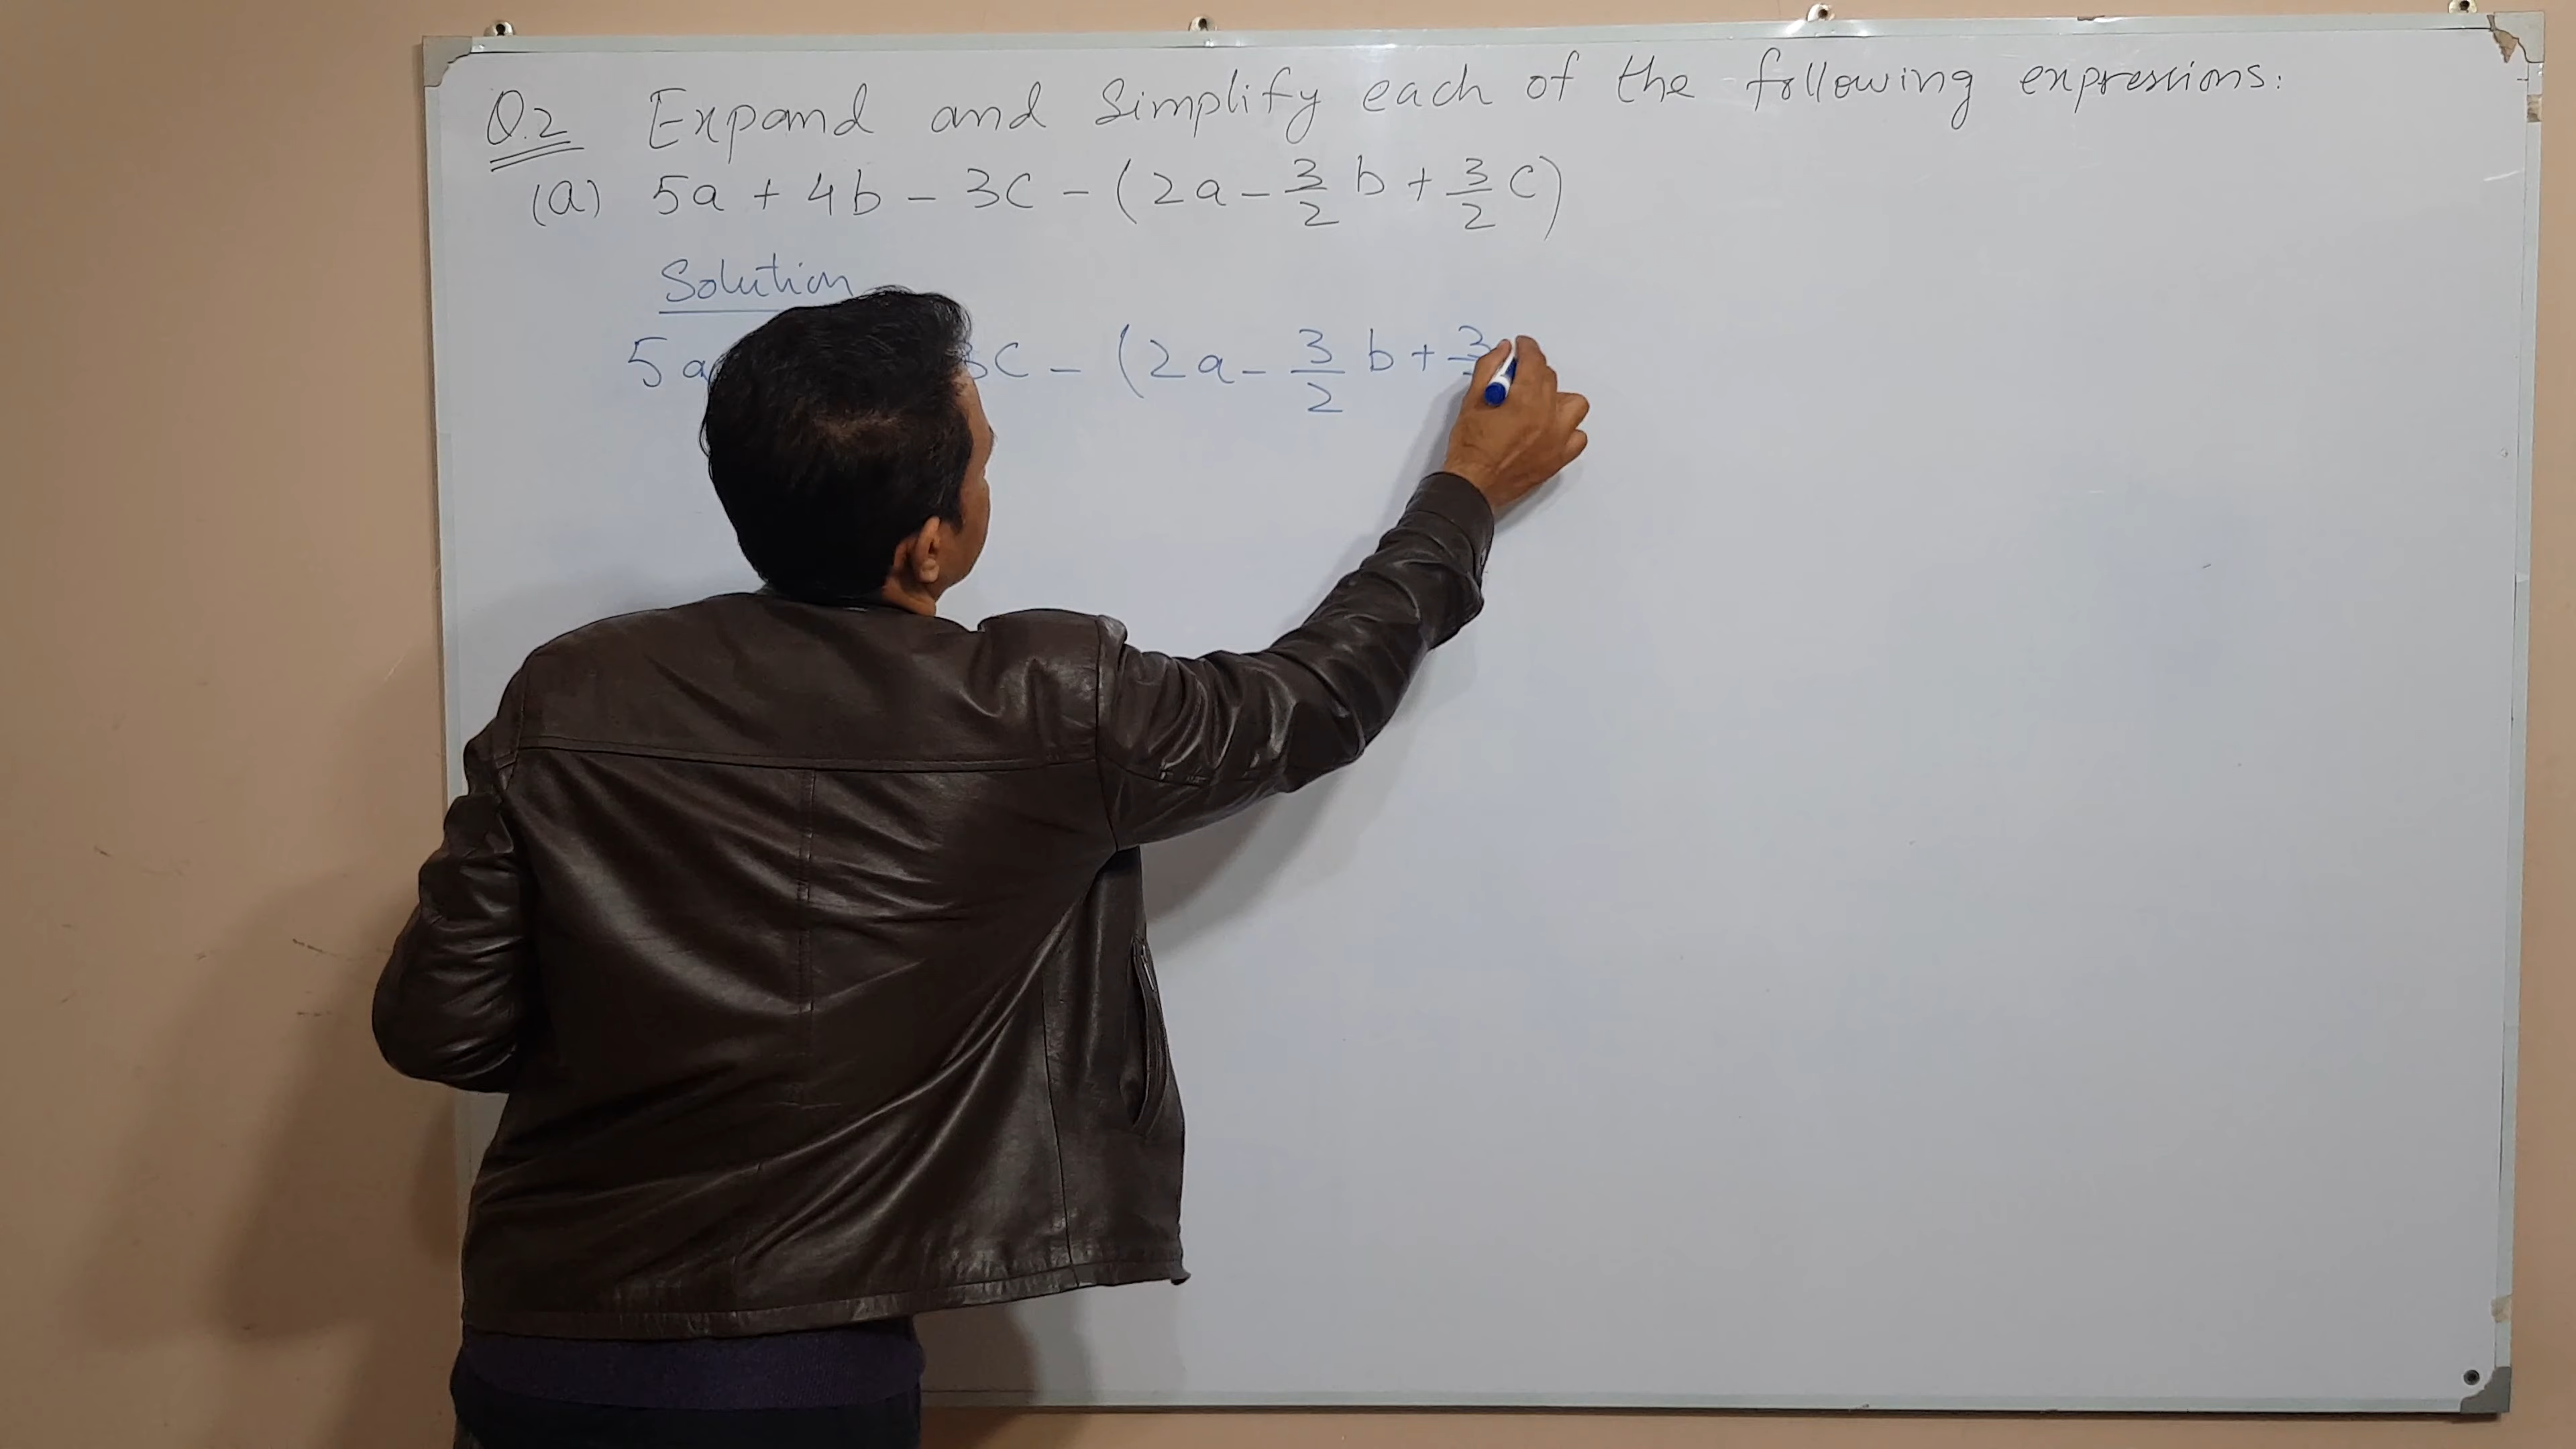 Q.2 Expand and Simplify each of the following expressions:
(a) 5a + 4b - 3c - (2a - 3/2 b + 3/2 c)
Solution
5a 3c - (2a - 3/2 b + 3